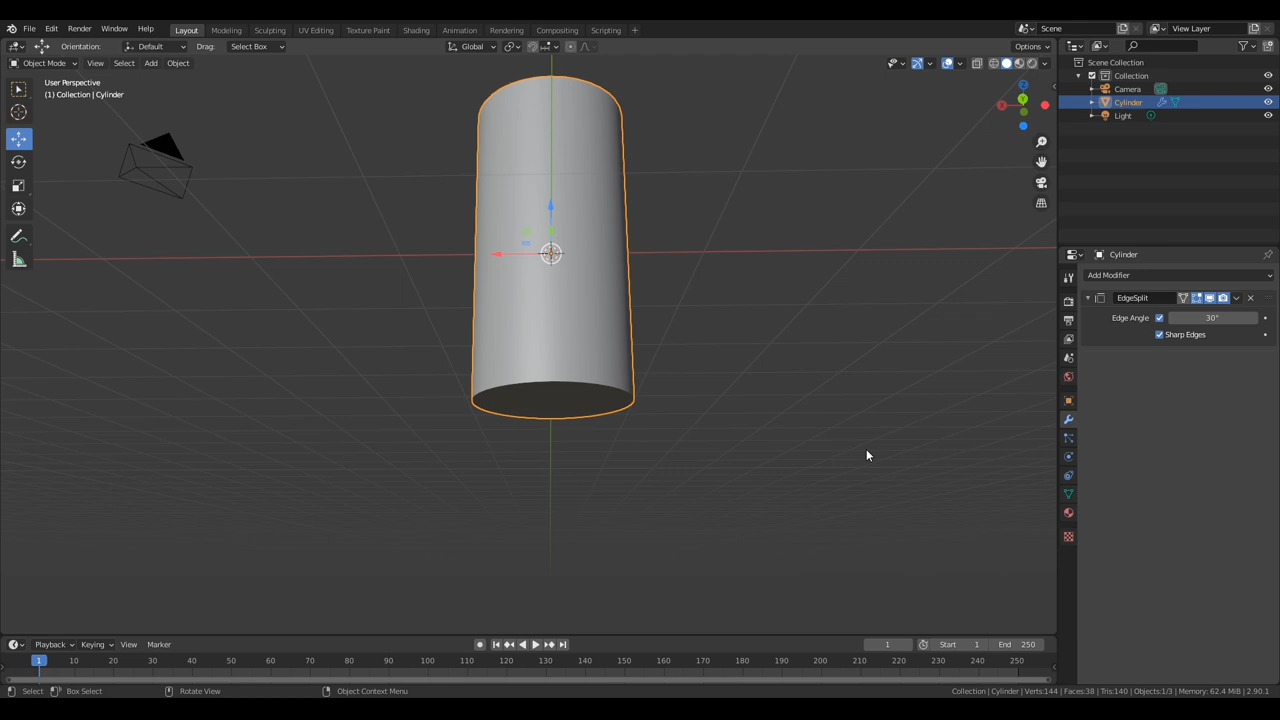 File Edit Render Window Help Layout Modeling Sculpting UV Editing Texture Paint Shading Animation Rendering Compositing Scripting + Scene View Layer
Orientation: Default Drag: Select Box Global Options
Object Mode View Select Add Object
User Perspective
(1) Collection | Cylinder
Z
Y
X
Scene Collection
Collection
Camera
Cylinder
Light
Cylinder
Add Modifier
EdgeSplit
Edge Angle 30°
Sharp Edges
Playback Keying View Marker 1 Start 1 End 250
1 10 20 30 40 50 60 70 80 90 100 110 120 130 140 150 160 170 180 190 200 210 220 230 240 250
Select Box Select Rotate View Object Context Menu Collection | Cylinder | Verts:144 | Faces:38 | Tris:140 | Objects:1/3 | Memory: 62.4 MiB | 2.90.1